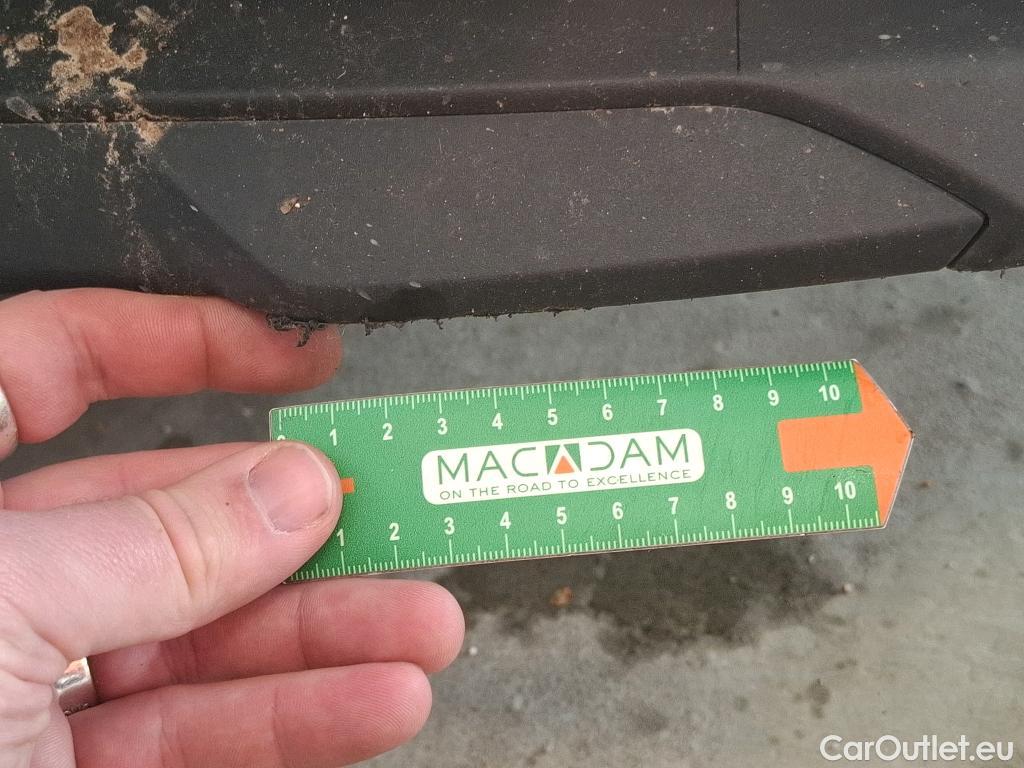 0 1 2 3 4 5 6 7 8 9 10
MACADAM
ON THE ROAD TO EXCELLENCE
1 2 3 4 5 6 7 8 9 10
CarOutlet.eu